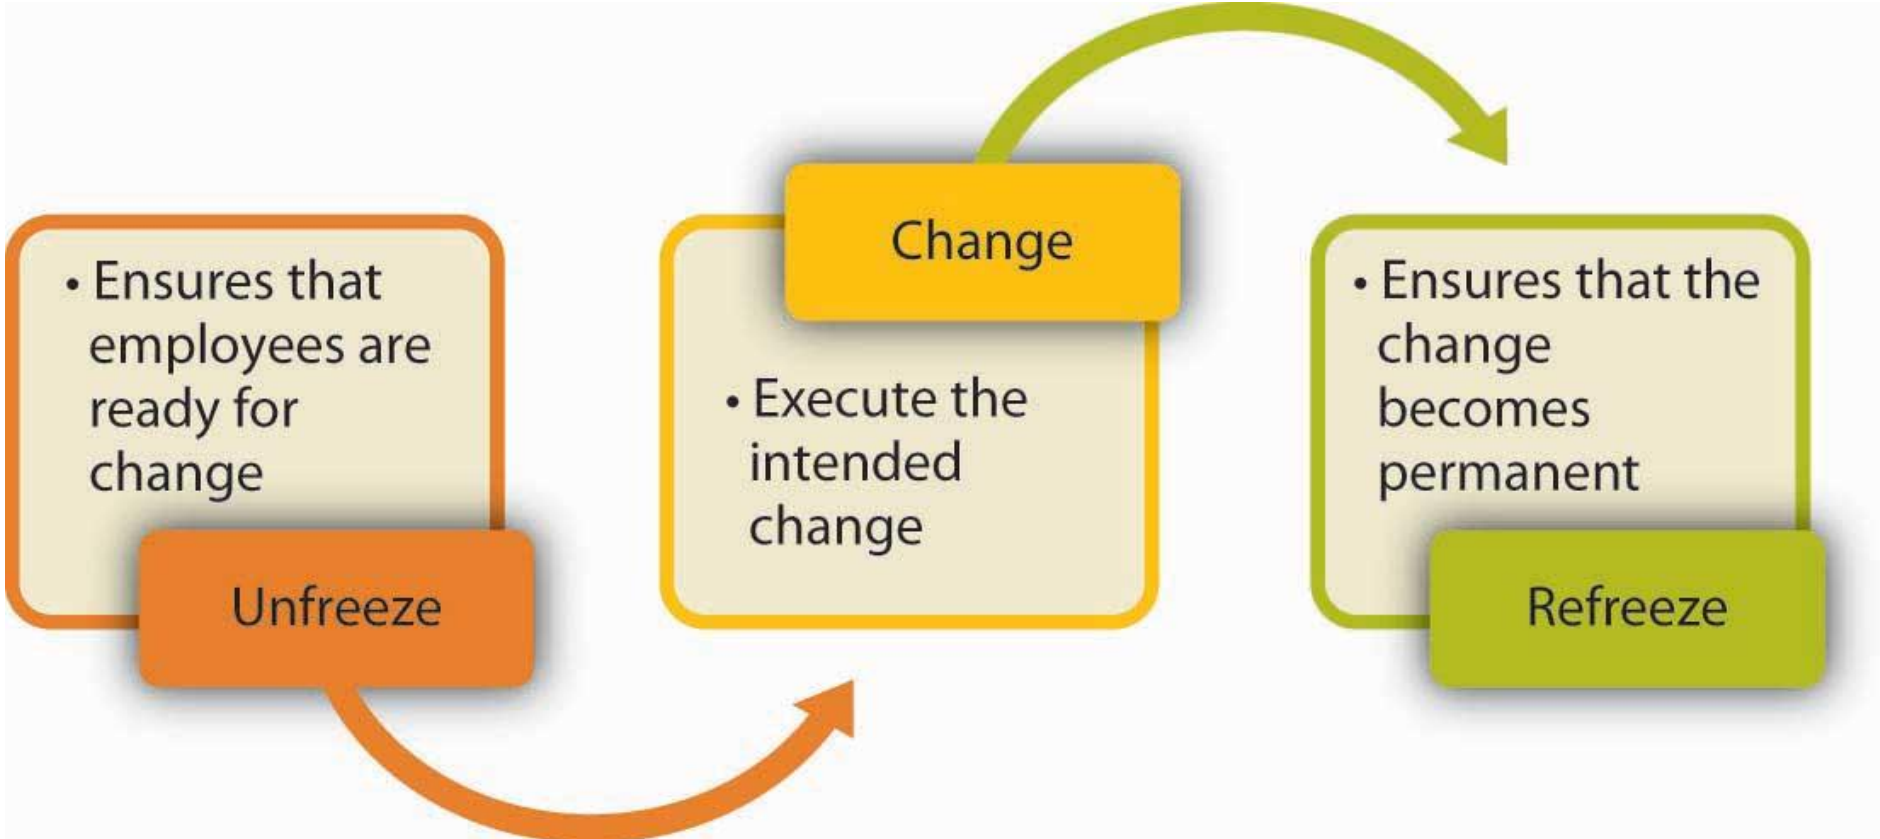 • Ensures that
employees are
ready for
change
Unfreeze
Change
• Execute the
intended
change
• Ensures that the
change
becomes
permanent
Refreeze